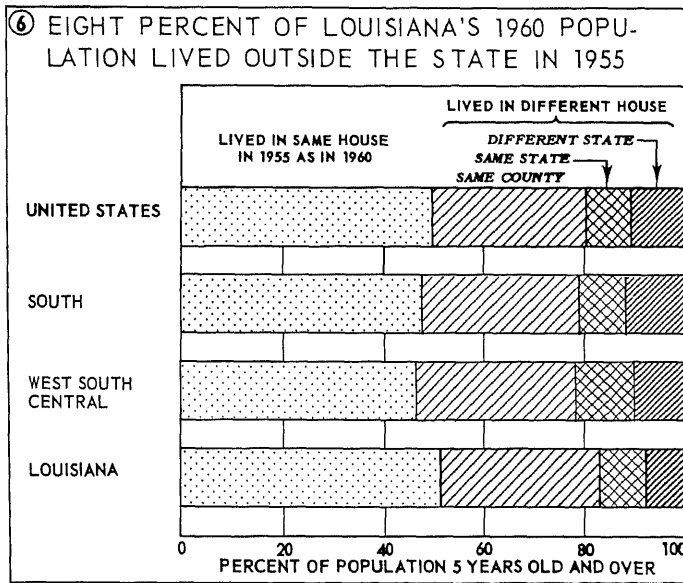 6 EIGHT PERCENT OF LOUISIANA'S 1960 POPU-
LATION LIVED OUTSIDE THE STATE IN 1955
LIVED IN DIFFERENT HOUSE
LIVED IN SAME HOUSE
IN 1955 AS IN 1960
DIFFERENT STATE
SAME STATE
SAME COUNTY
UNITED STATES
SOUTH
WEST SOUTH
CENTRAL
LOUISIANA
0 20 40 60 80 100
PERCENT OF POPULATION 5 YEARS OLD AND OVER